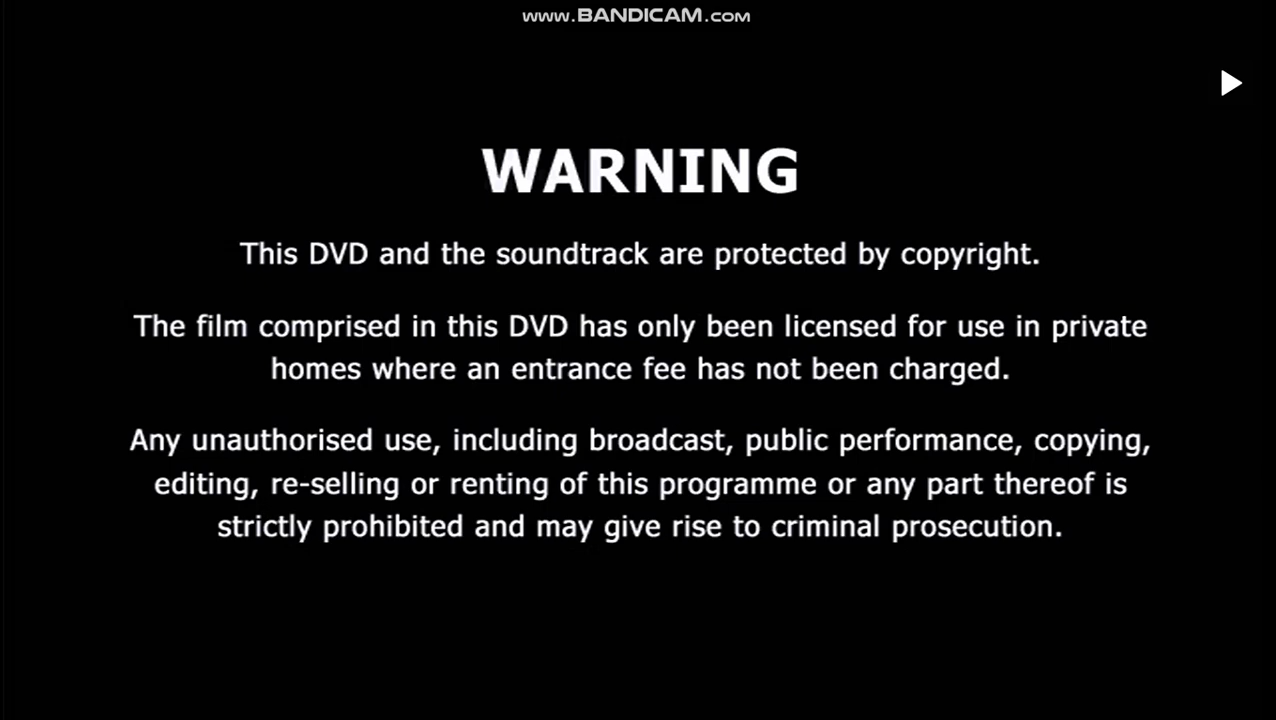 www.BANDICAM.com
WARNING
This DVD and the soundtrack are protected by copyright.
The film comprised in this DVD has only been licensed for use in private
homes where an entrance fee has not been charged.
Any unauthorised use, including broadcast, public performance, copying,
editing, re-selling or renting of this programme or any part thereof is
strictly prohibited and may give rise to criminal prosecution.